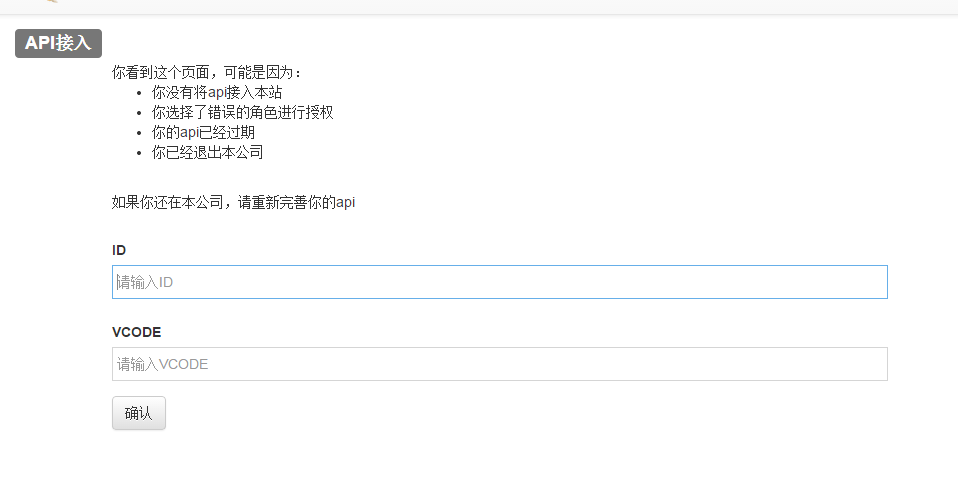 API接入
你看到这个页面，可能是因为：
• 你没有将api接入本站
• 你选择了错误的角色进行授权
• 你的api已经过期
• 你已经退出本公司
如果你还在本公司，请重新完善你的api
ID
请输入ID
VCODE
请输入VCODE
确认